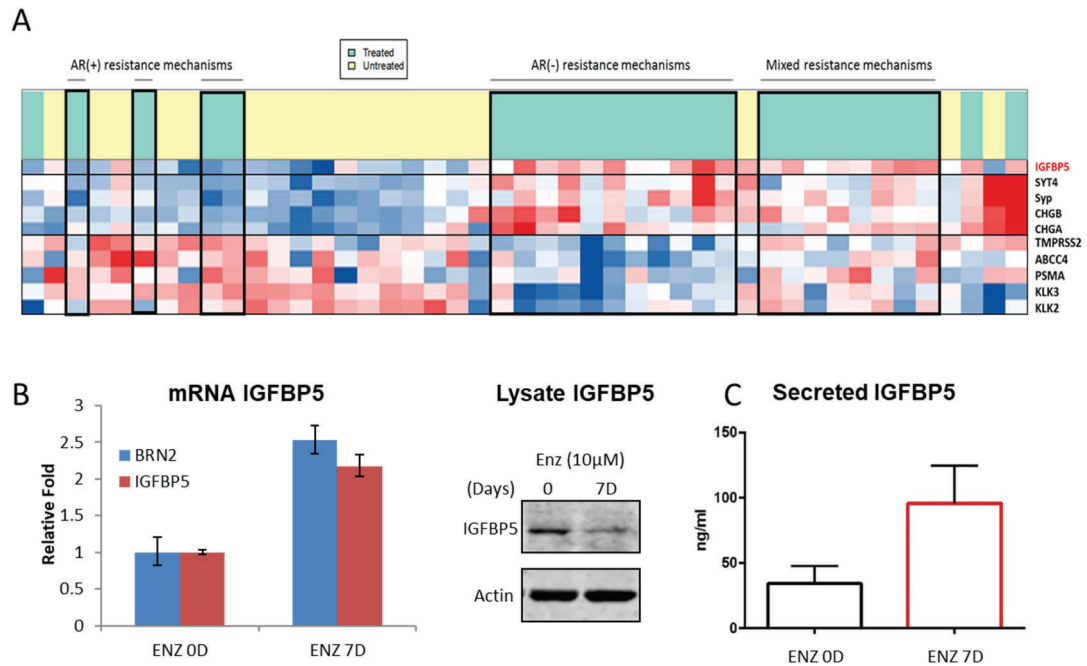 A
Treated
Untreated
AR(+) resistance mechanisms
AR(-) resistance mechanisms
Mixed resistance mechanisms
IGFBP5
SYT4
Syp
CHGB
CHGA
TMPRSS2
ABCC4
PSMA
KLK3
KLK2
B
mRNA IGFBP5
Relative Fold
3
2.5
2
1.5
1
0.5
0
BRN2
IGFBP5
ENZ 0D
ENZ 7D
Lysate IGFBP5
Enz (10μM)
(Days) 0 7D
IGFBP5
Actin
C
Secreted IGFBP5
ng/ml
150
100
50
0
ENZ 0D
ENZ 7D